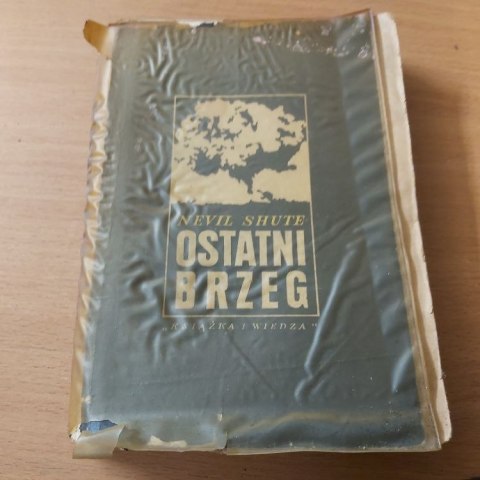 NEVIL SHUTE
OSTATNI
BRZEG
„KSIĄŻKA I WIEDZA”